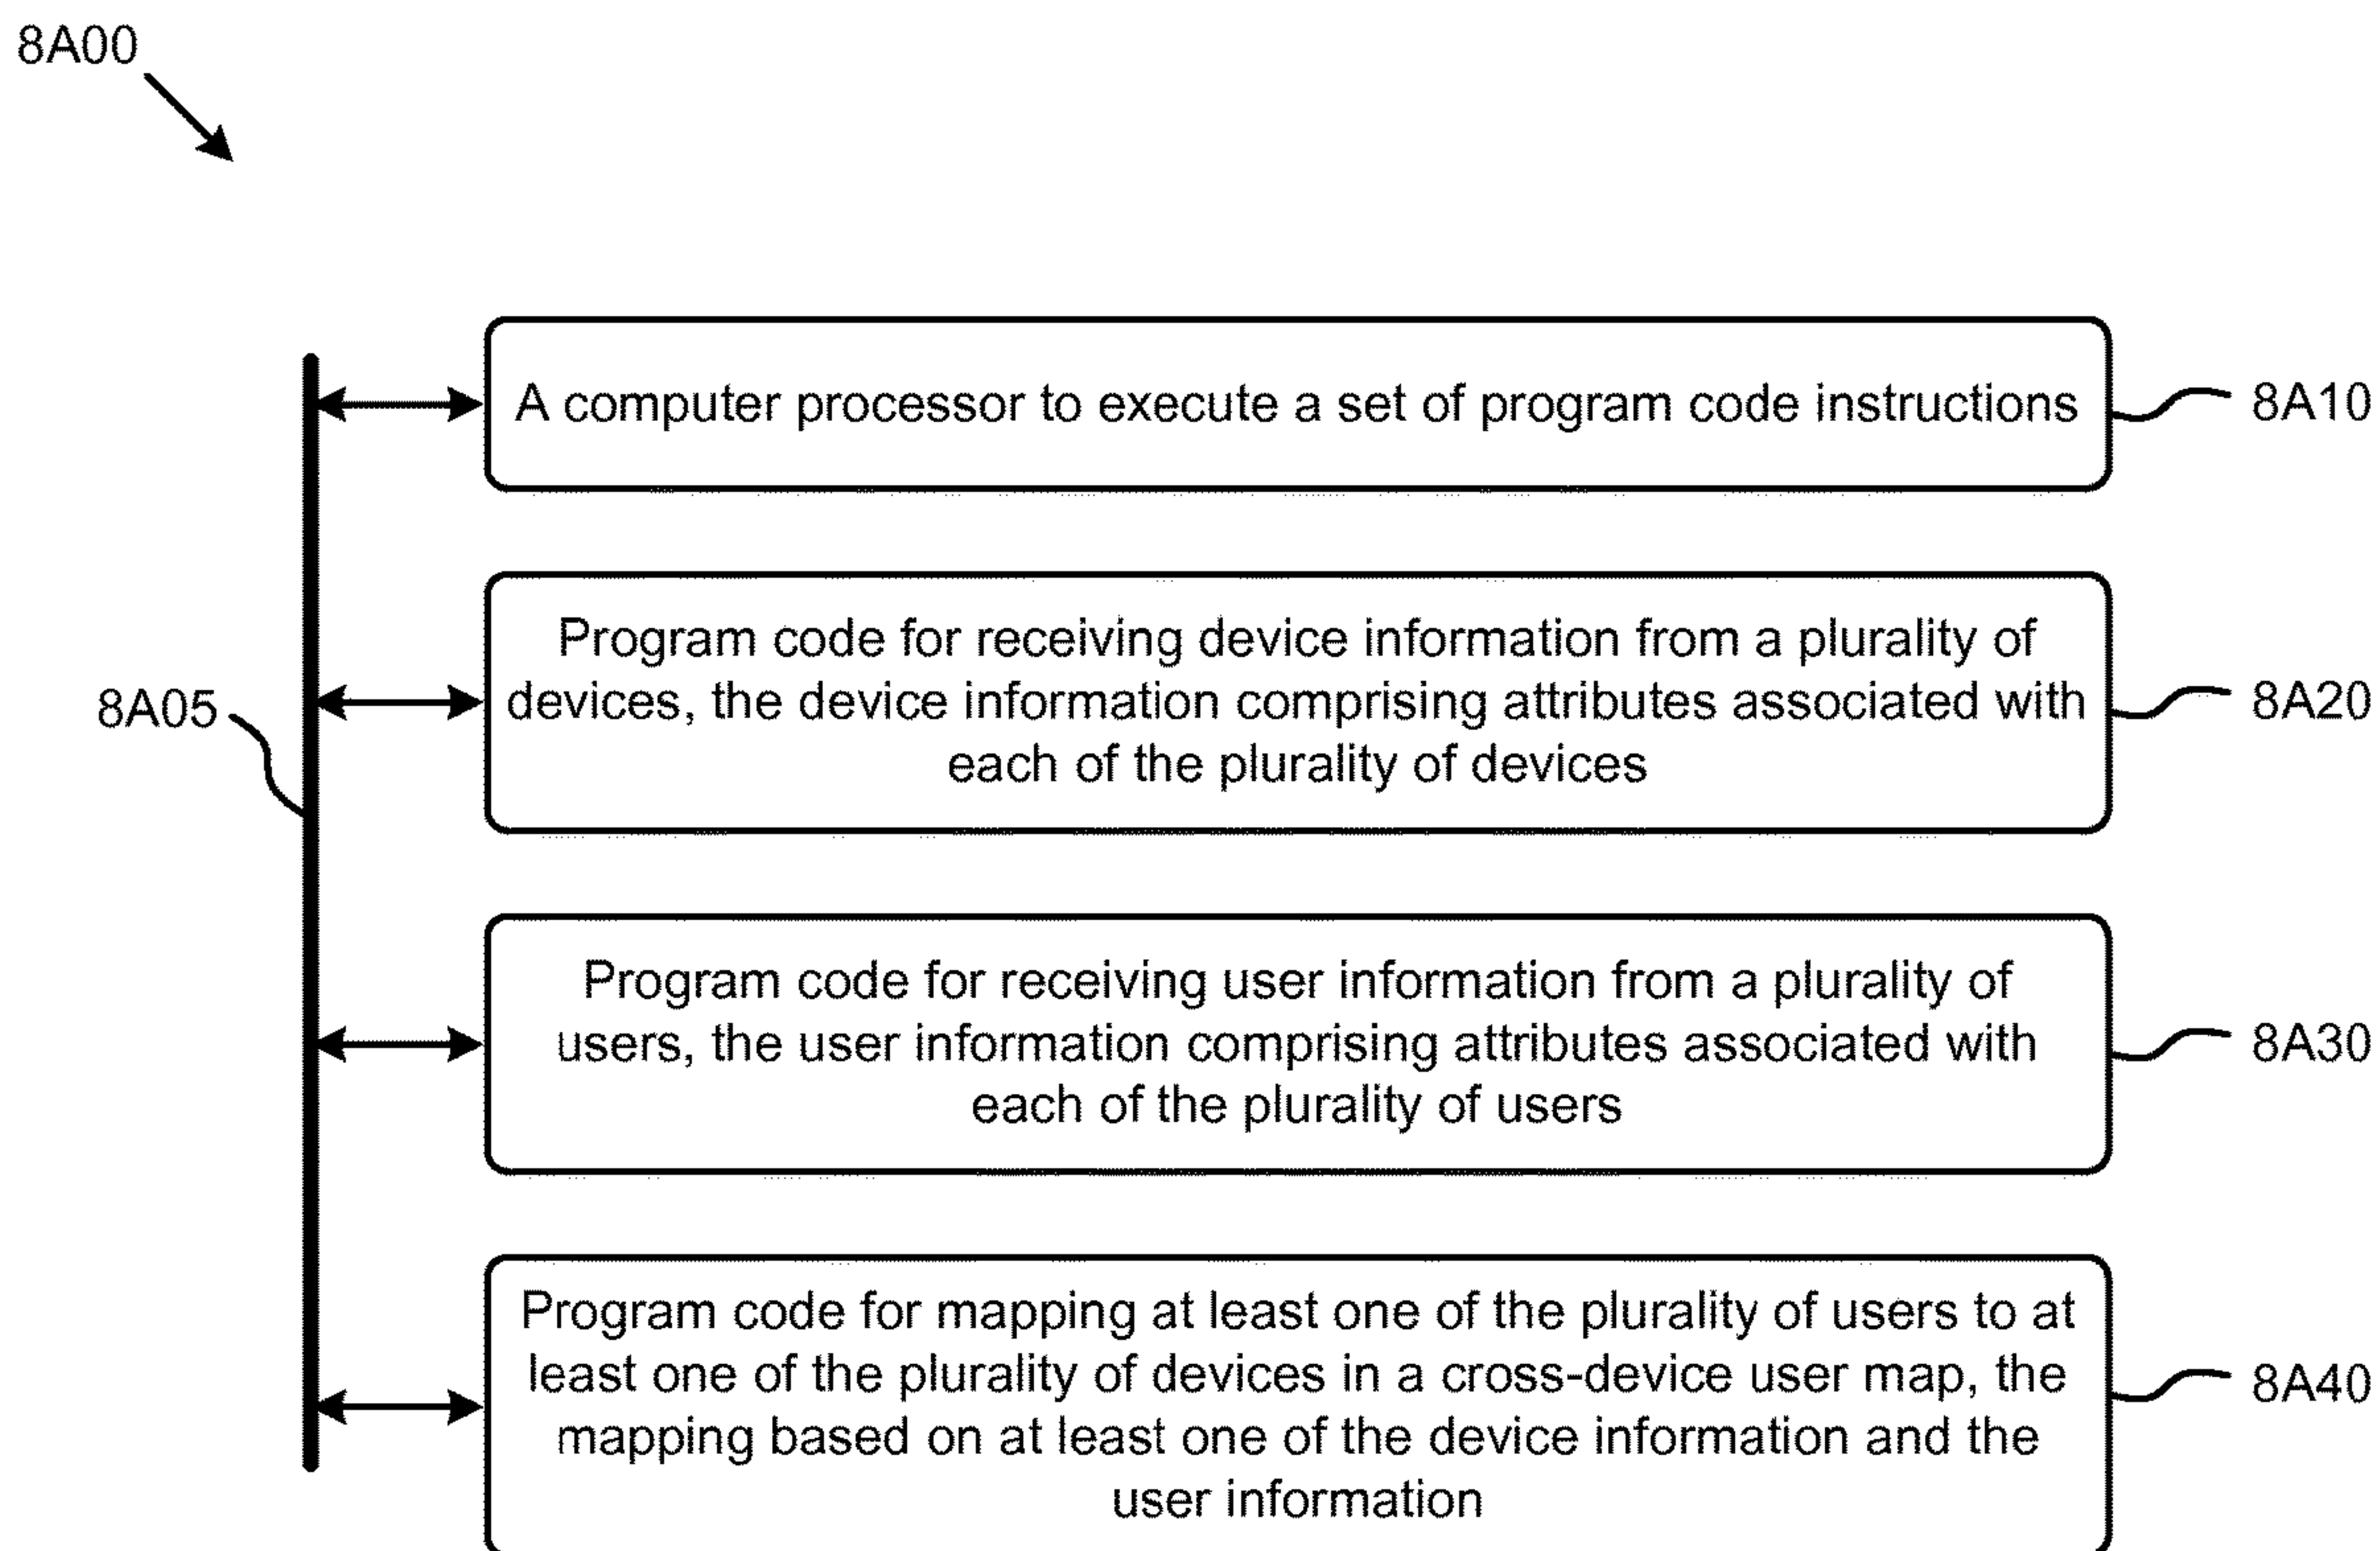 8A00
A computer processor to execute a set of program code instructions
8A10
Program code for receiving device information from a plurality of
devices, the device information comprising attributes associated with
each of the plurality of devices
8A05
8A20
Program code for receiving user information from a plurality of
users, the user information comprising attributes associated with
each of the plurality of users
8A30
Program code for mapping at least one of the plurality of users to at
least one of the plurality of devices in a cross-device user map, the
mapping based on at least one of the device information and the
user information
8A40